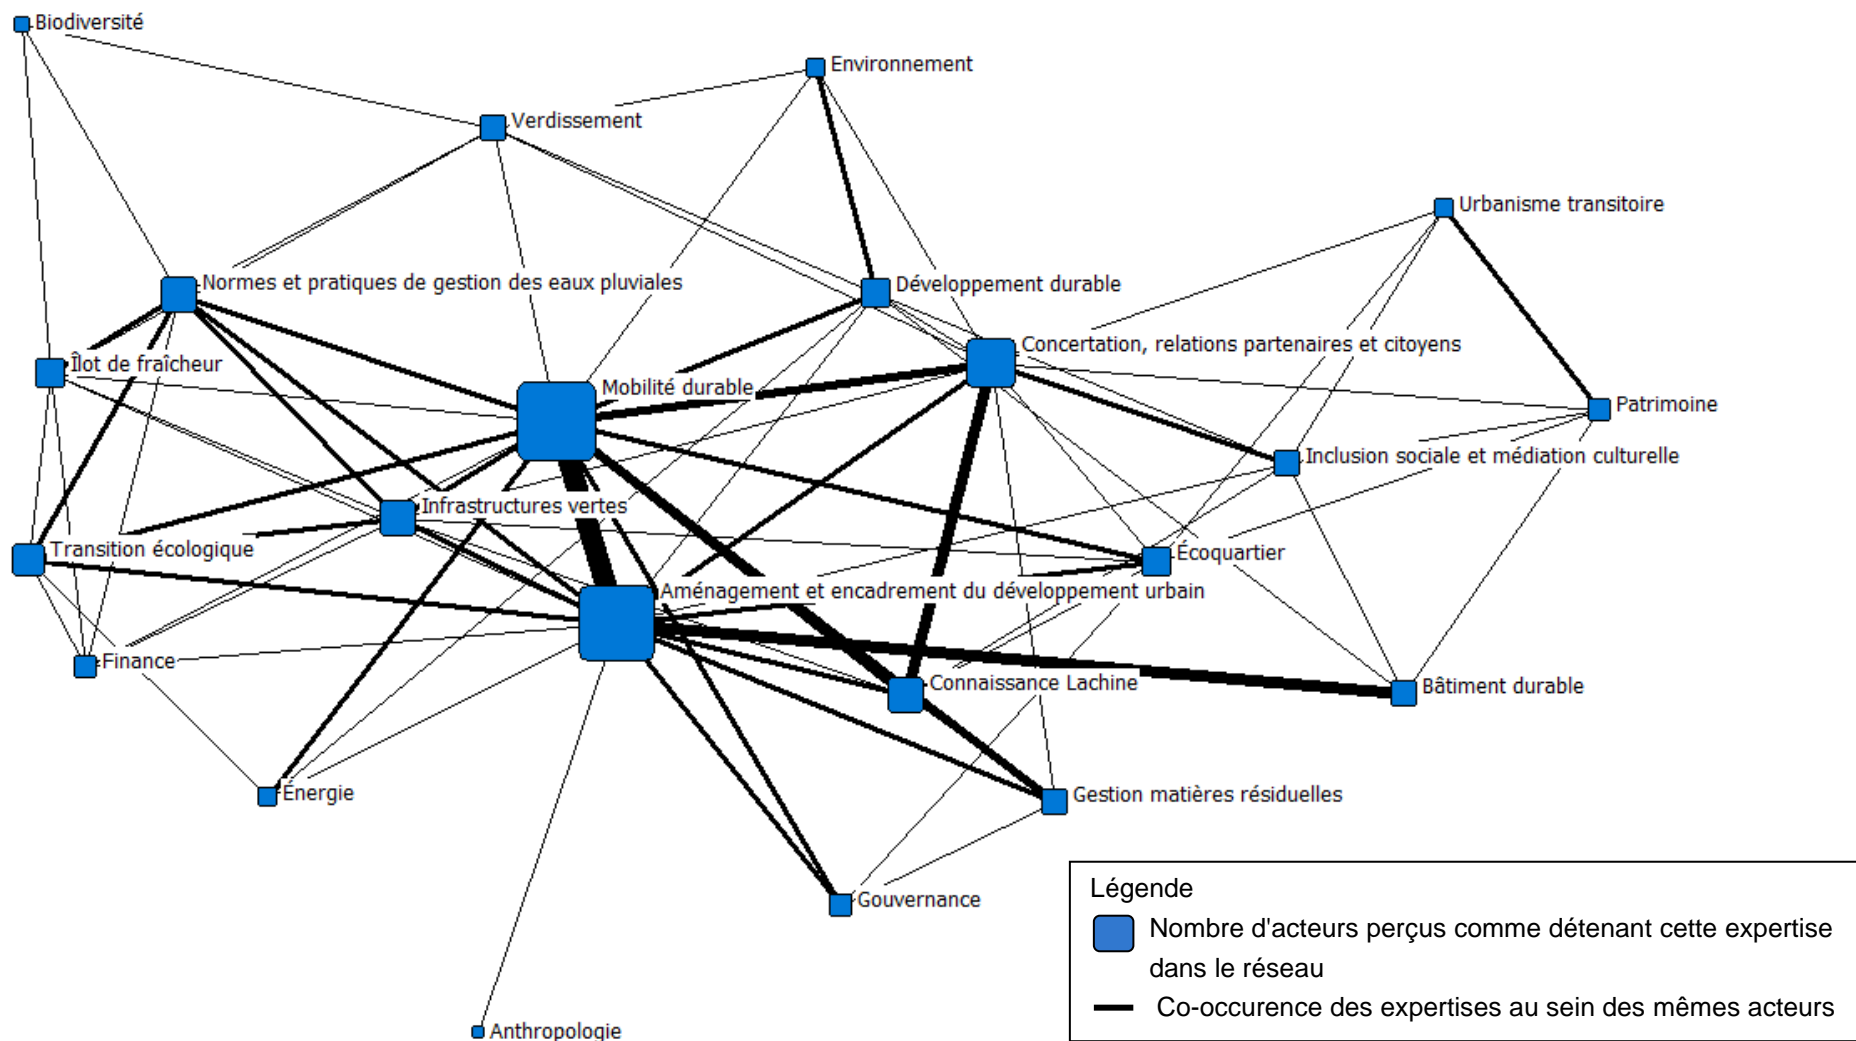 Biodiversité
Environnement
Verdissement
Urbanisme transitoire
Normes et pratiques de gestion des eaux pluviales
Développement durable
Concertation, relations partenaires et citoyens
Îlot de fraîcheur
Mobilité durable
Patrimoine
Inclusion sociale et médiation culturelle
Infrastructures vertes
Transition écologique
Écoquartier
Aménagement et encadrement du développement urbain
Finance
Connaissance Lachine
Bâtiment durable
Énergie
Gestion matières résiduelles
Gouvernance
Anthropologie
Légende
Nombre d'acteurs perçus comme détenant cette expertise
dans le réseau
Co-occurence des expertises au sein des mêmes acteurs